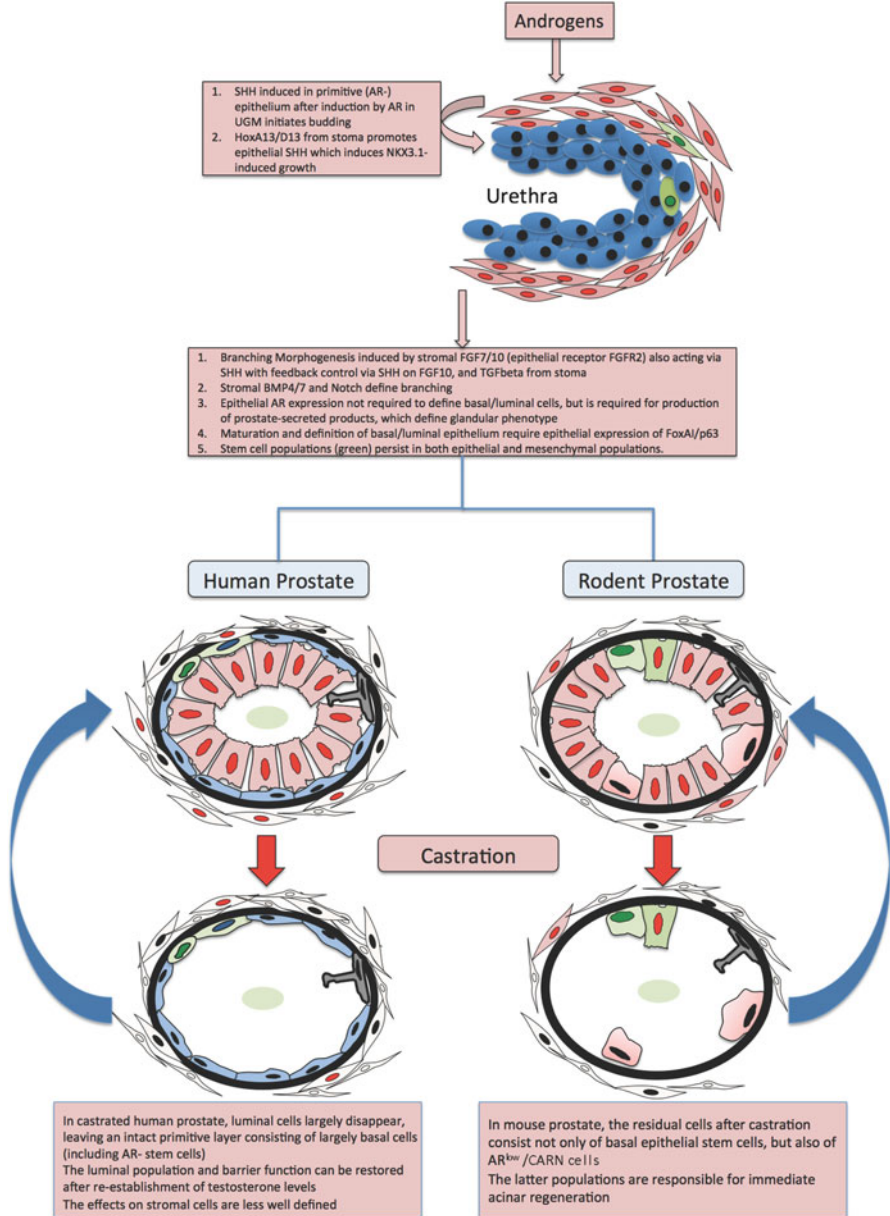 Androgens
1. SHH induced in primitive (AR-)
epithelium after induction by AR in
UGM initiates budding
2. HoxA13/D13 from stoma promotes
epithelial SHH which induces NKX3.1-
induced growth
Urethra
1. Branching Morphogenesis induced by stromal FGF7/10 (epithelial receptor FGFR2) also acting via
SHH with feedback control via SHH on FGF10, and TGFbeta from stoma
2. Stromal BMP4/7 and Notch define branching
3. Epithelial AR expression not required to define basal/luminal cells, but is required for production
of prostate-secreted products, which define glandular phenotype
4. Maturation and definition of basal/luminal epithelium require epithelial expression of FoxAI/p63
5. Stem cell populations (green) persist in both epithelial and mesenchymal populations.
Human Prostate
Rodent Prostate
Castration
In castrated human prostate, luminal cells largely disappear,
leaving an intact primitive layer consisting of largely basal cells
(including AR- stem cells)
The luminal population and barrier function can be restored
after re-establishment of testosterone levels
The effects on stromal cells are less well defined
In mouse prostate, the residual cells after castration
consist not only of basal epithelial stem cells, but also of
ARlow/CARN cells
The latter populations are responsible for immediate
acinar regeneration